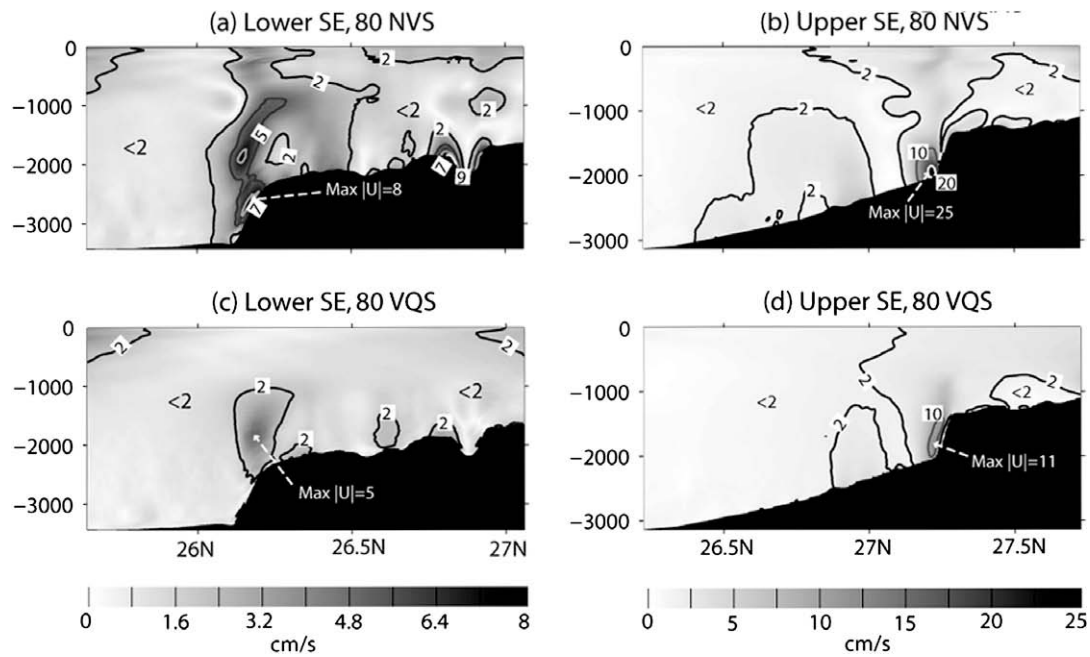 (a) Lower SE, 80 NVS
0
−1000
−2000
−3000
<2
5
2
7
Max |U|=8
2
2
<2
2
2
7
9
(b) Upper SE, 80 NVS
0
−1000
−2000
−3000
<2
2
2
2
2
<2
10
20
Max |U|=25
(c) Lower SE, 80 VQS
0
−1000
−2000
−3000
2
<2
2
2
2
2
2
<2
Max |U|=5
26N
26.5N
27N
(d) Upper SE, 80 VQS
0
−1000
−2000
−3000
<2
2
2
10
2
<2
Max |U|=11
26.5N
27N
27.5N
0 1.6 3.2 4.8 6.4 8
cm/s
0 5 10 15 20 25
cm/s